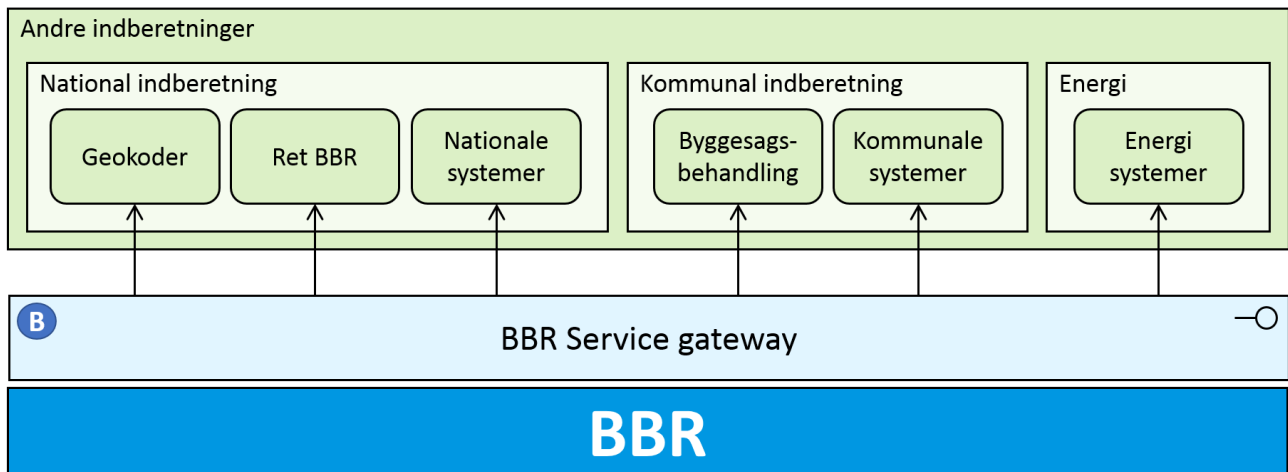 Andre indberetninger
National indberetning
Geokoder
Ret BBR
Nationale
systemer
Kommunal indberetning
Byggesags-
behandling
Kommunale
systemer
Energi
Energi
systemer
B
BBR Service gateway
BBR